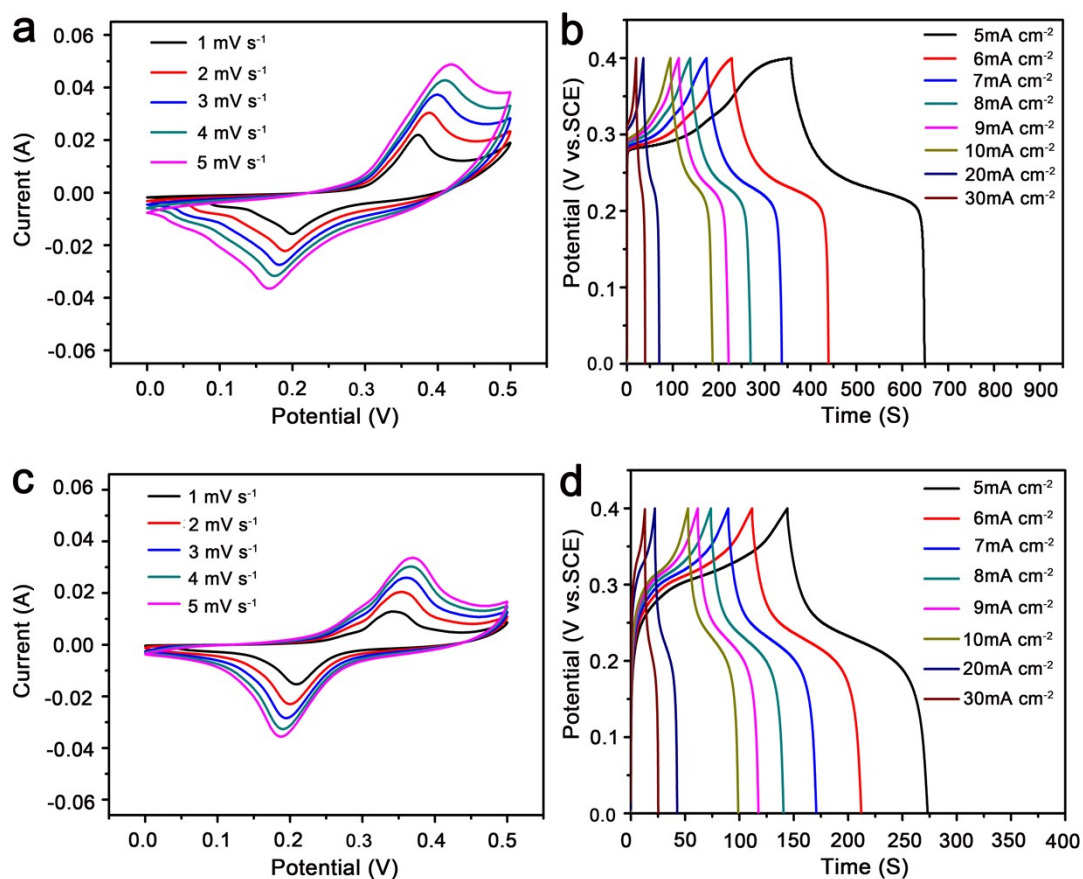 a
0.06
0.04
0.02
0.00
-0.02
-0.04
-0.06
Current (A)
1 mV s⁻¹
2 mV s⁻¹
3 mV s⁻¹
4 mV s⁻¹
5 mV s⁻¹
0.0 0.1 0.2 0.3 0.4 0.5
Potential (V)
b
0.4
0.3
0.2
0.1
0.0
Potential (V vs.SCE)
5mA cm⁻²
6mA cm⁻²
7mA cm⁻²
8mA cm⁻²
9mA cm⁻²
10mA cm⁻²
20mA cm⁻²
30mA cm⁻²
0 100 200 300 400 500 600 700 800 900
Time (S)
c
0.06
0.04
0.02
0.00
-0.02
-0.04
-0.06
Current (A)
1 mV s⁻¹
2 mV s⁻¹
3 mV s⁻¹
4 mV s⁻¹
5 mV s⁻¹
0.0 0.1 0.2 0.3 0.4 0.5
Potential (V)
d
0.4
0.3
0.2
0.1
0.0
Potential (V vs.SCE)
5mA cm⁻²
6mA cm⁻²
7mA cm⁻²
8mA cm⁻²
9mA cm⁻²
10mA cm⁻²
20mA cm⁻²
30mA cm⁻²
0 50 100 150 200 250 300 350 400
Time (S)